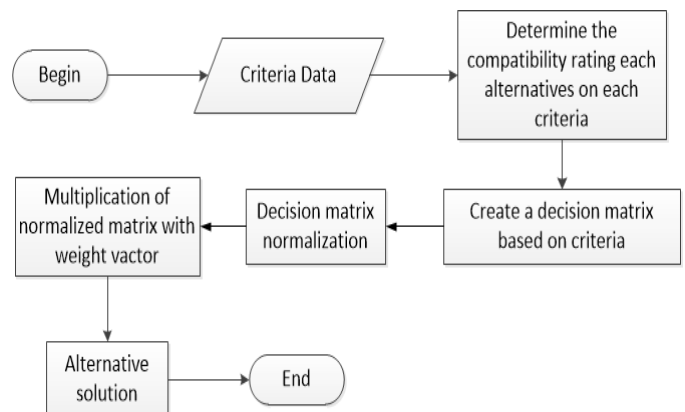 Begin
Criteria Data
Determine the
compatibility rating each
alternatives on each
criteria
Create a decision matrix
based on criteria
Decision matrix
normalization
Multiplication of
normalized matrix with
weight vactor
Alternative
solution
End